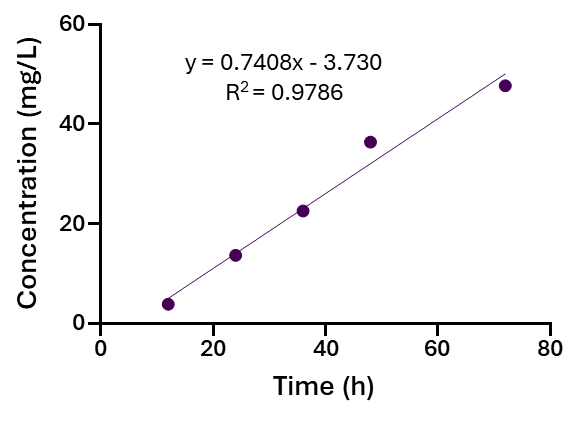 y = 0.7408x - 3.730
R² = 0.9786
Concentration (mg/L)
60
40
20
0
0 20 40 60 80
Time (h)